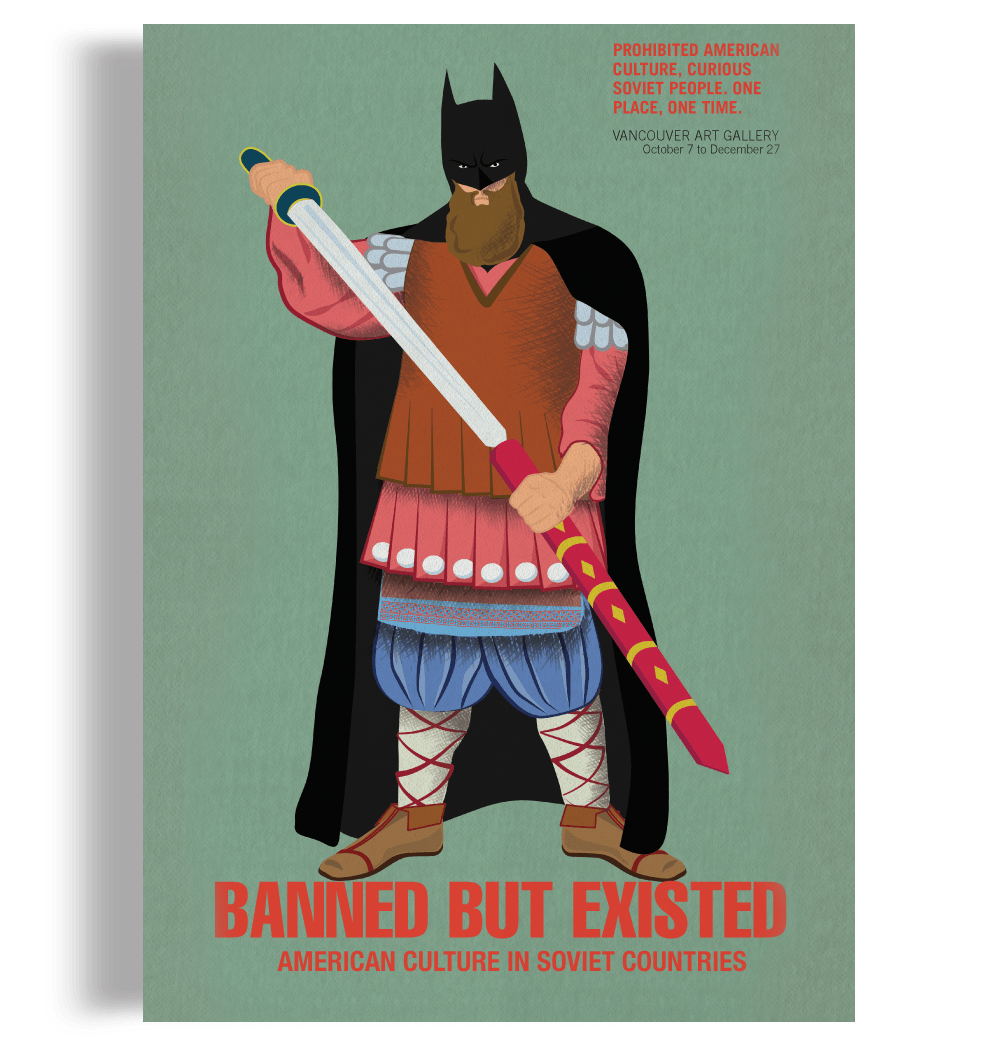 PROHIBITED AMERICAN
CULTURE, CURIOUS
SOVIET PEOPLE. ONE
PLACE, ONE TIME.
VANCOUVER ART GALLERY
October 7 to December 27
BANNED BUT EXISTED
AMERICAN CULTURE IN SOVIET COUNTRIES